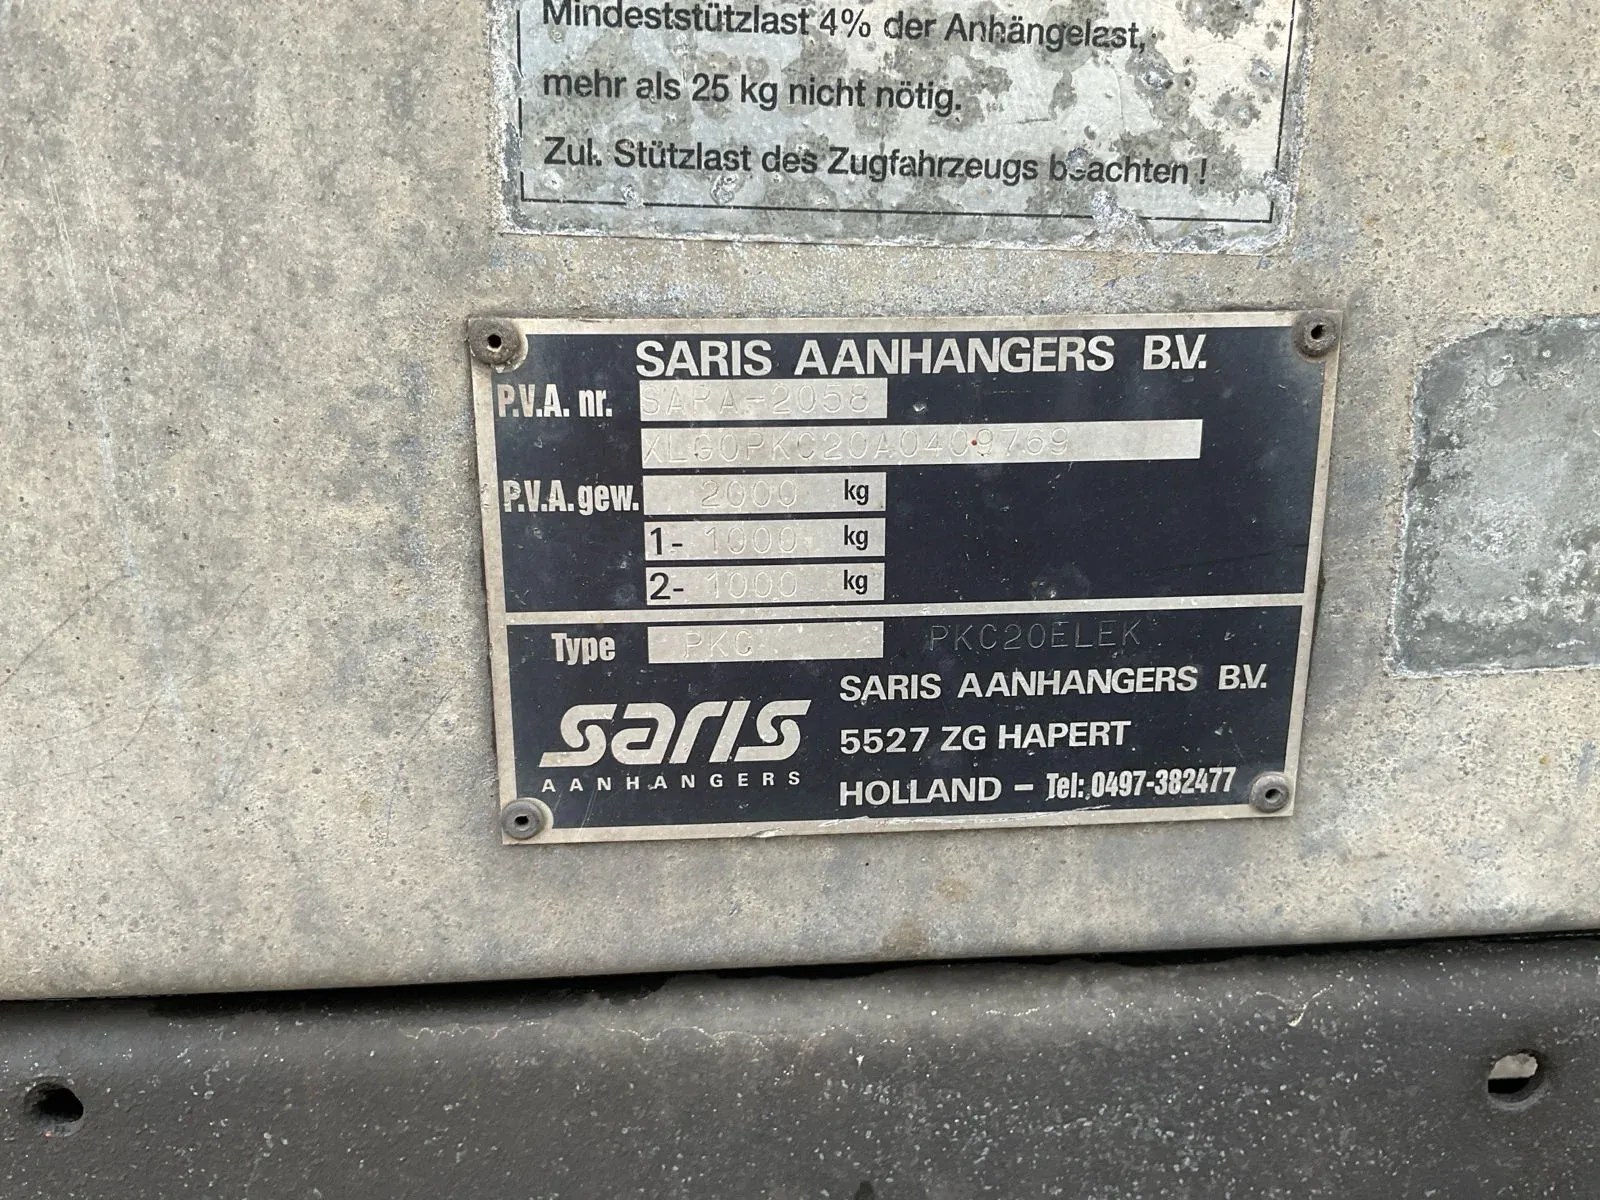 Mindeststützlast 4% der Anhängelast,
mehr als 25 kg nicht nötig.
Zul. Stützlast des Zugfahrzeugs beachten !
SARIS AANHANGERS B.V.
P.V.A. nr. SARA-2058
XLG0PKC20A0409769
P.V.A. gew. 2000 kg
1- 1000 kg
2- 1000 kg
Type PKC PKC20ELEK
saris
AANHANGERS
SARIS AANHANGERS B.V.
5527 ZG HAPERT
HOLLAND – Tel: 0497-382477